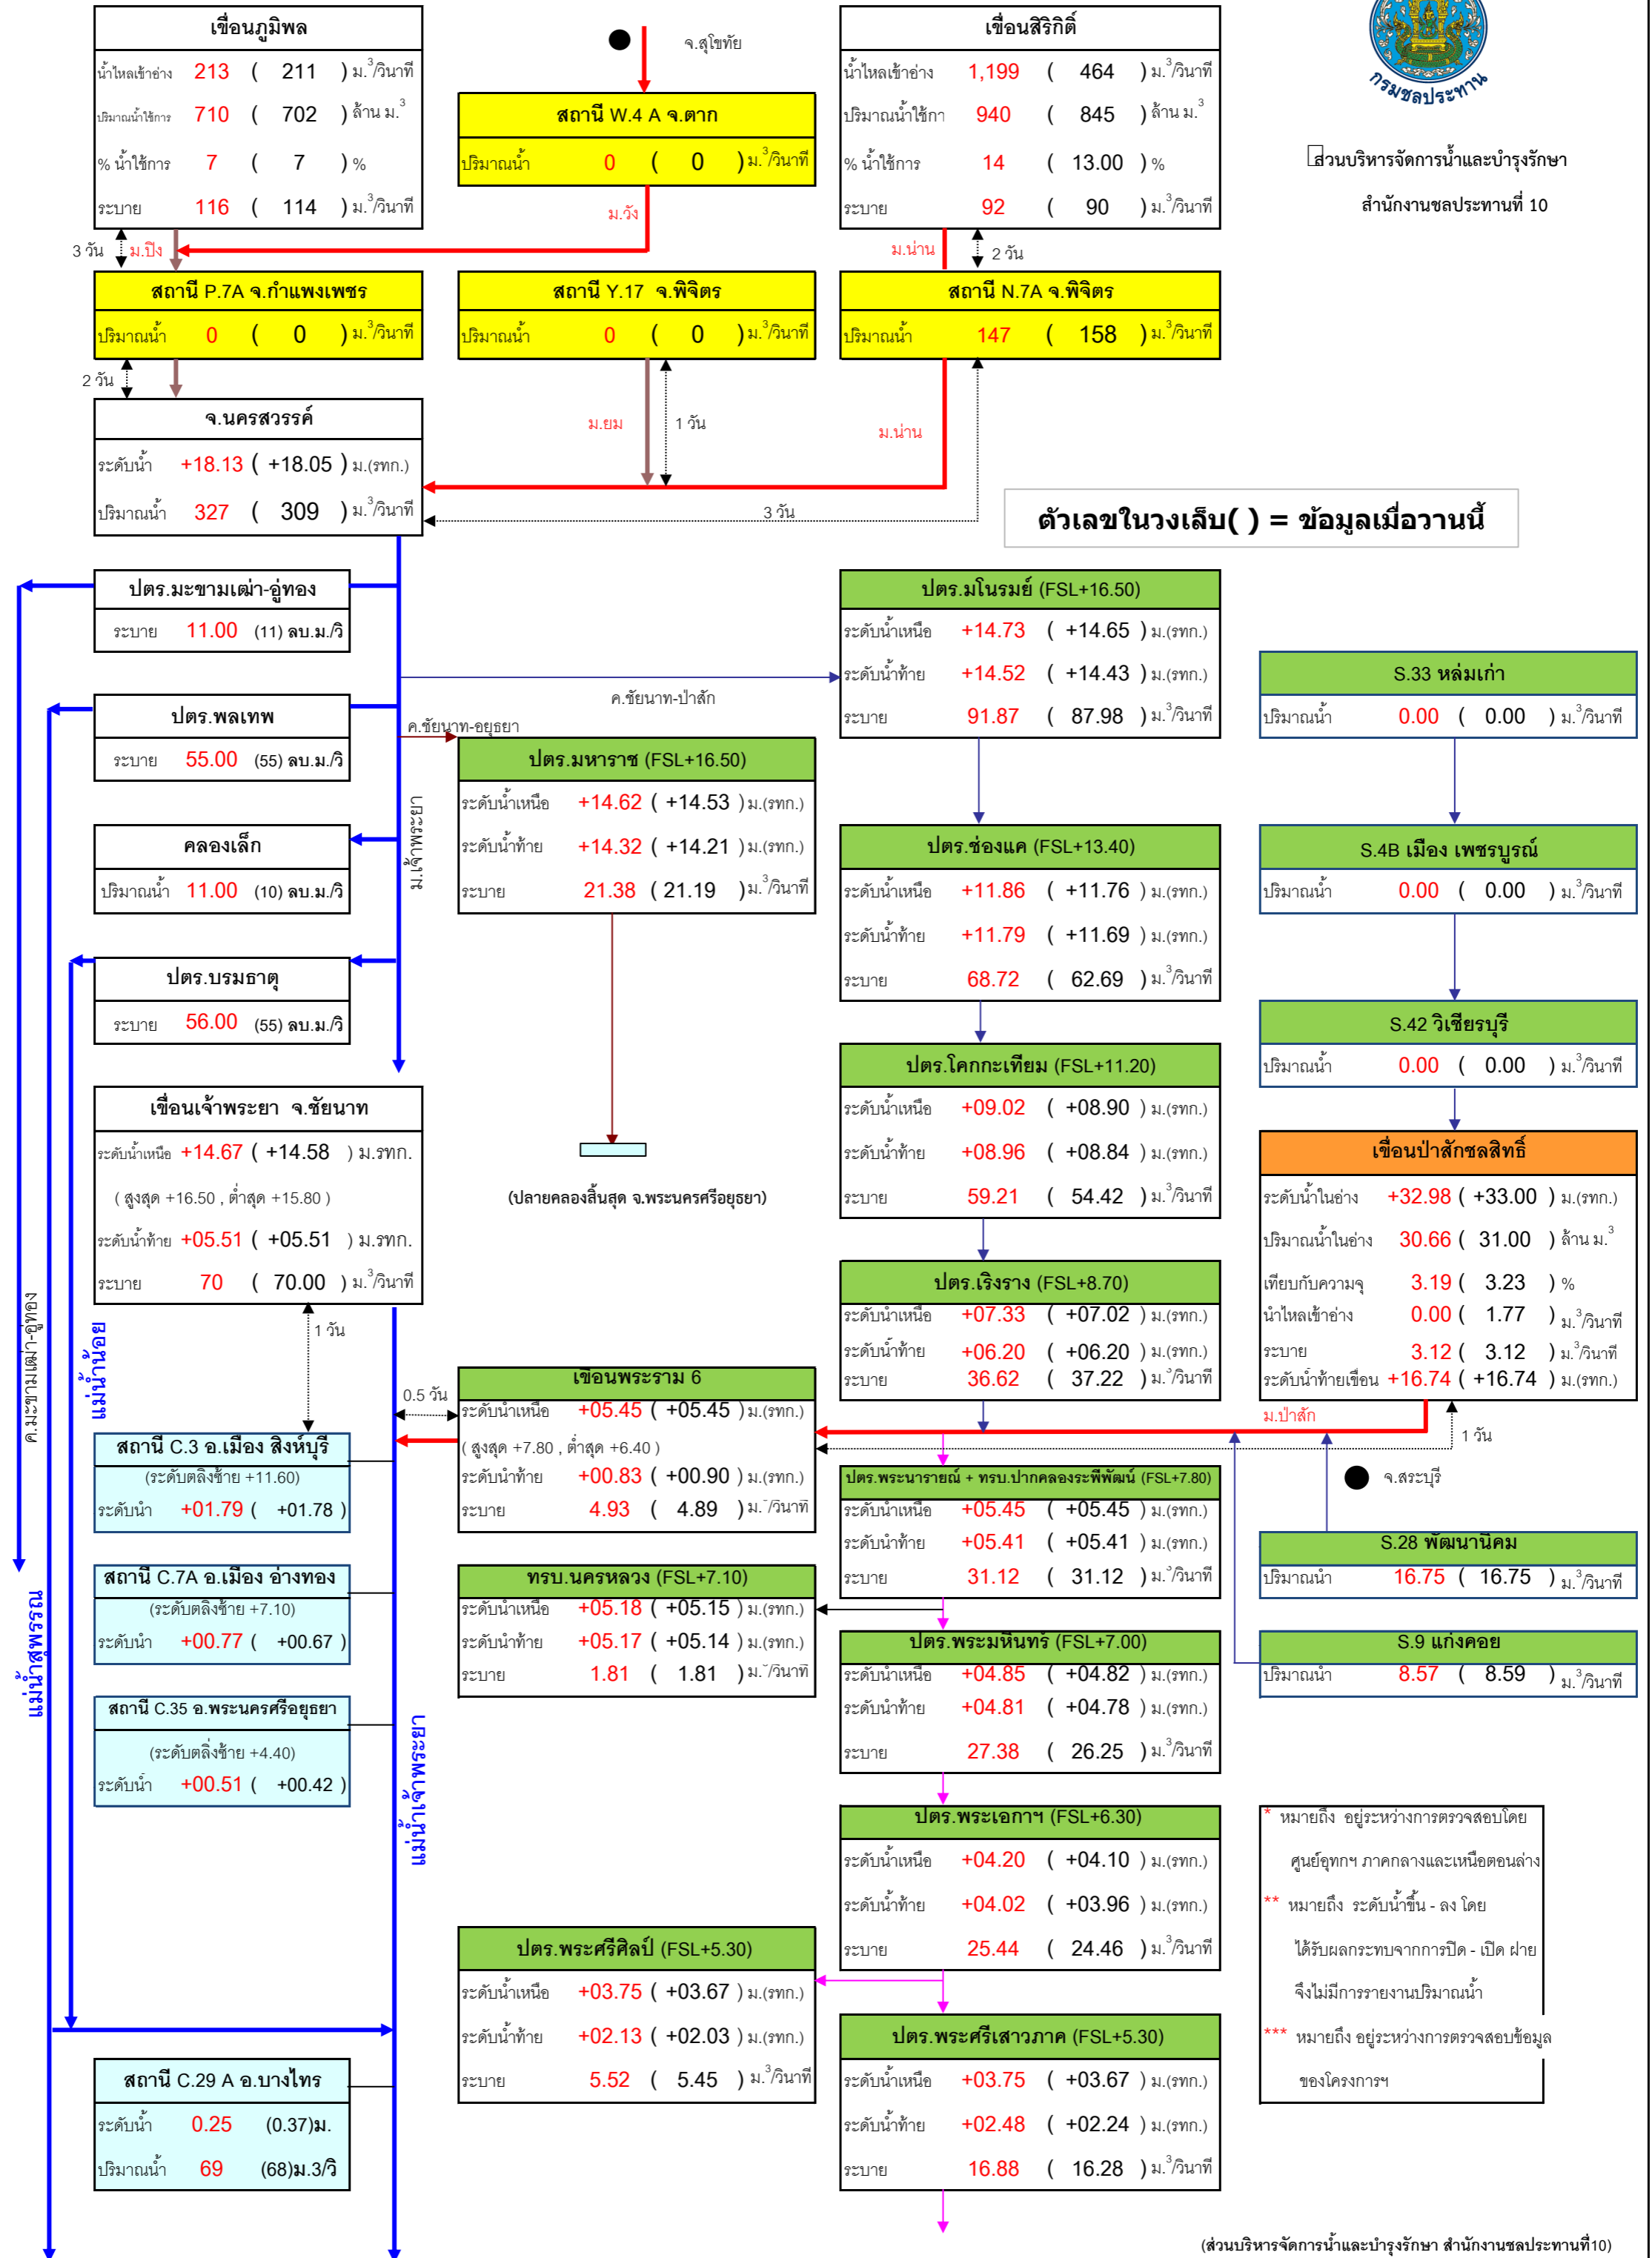 เขื่อนภูมิพล
น้ำไหลเข้าอ่าง 213 ( 211 ) ม.³/วินาที
ปริมาณน้ำใช้การ 710 ( 702 ) ล้าน ม.³
% น้ำใช้การ 7 ( 7 ) %
ระบาย 116 ( 114 ) ม.³/วินาที
จ.สุโขทัย
สถานี W.4 A จ.ตาก
ปริมาณน้ำ 0 ( 0 ) ม.³/วินาที
เขื่อนสิริกิติ์
น้ำไหลเข้าอ่าง 1,199 ( 464 ) ม.³/วินาที
ปริมาณน้ำใช้กา 940 ( 845 ) ล้าน ม.³
% น้ำใช้การ 14 ( 13.00 ) %
ระบาย 92 ( 90 ) ม.³/วินาที
กรมชลประทาน
ส่วนบริหารจัดการน้ำและบำรุงรักษา
สำนักงานชลประทานที่ 10
3 วัน
ม.ปิง
ม.วัง
ม.น่าน
2 วัน
สถานี P.7A จ.กำแพงเพชร
ปริมาณน้ำ 0 ( 0 ) ม.³/วินาที
สถานี Y.17 จ.พิจิตร
ปริมาณน้ำ 0 ( 0 ) ม.³/วินาที
สถานี N.7A จ.พิจิตร
ปริมาณน้ำ 147 ( 158 ) ม.³/วินาที
2 วัน
ม.ยม
1 วัน
ม.น่าน
จ.นครสวรรค์
ระดับน้ำ +18.13 ( +18.05 ) ม.(รทก.)
ปริมาณน้ำ 327 ( 309 ) ม.³/วินาที
3 วัน
ตัวเลขในวงเล็บ( ) = ข้อมูลเมื่อวานนี้
ปตร.มะขามเฒ่า-อู่ทอง
ระบาย 11.00 (11) ลบ.ม./วิ
ปตร.พลเทพ
ระบาย 55.00 (55) ลบ.ม./วิ
คลองเล็ก
ปริมาณน้ำ 11.00 (10) ลบ.ม./วิ
ปตร.บรมธาตุ
ระบาย 56.00 (55) ลบ.ม./วิ
ค.ชัยนาท-ป่าสัก
ค.ชัยนาท-อยุธยา
ม.เจ้าพระยา
ปตร.มหาราช (FSL+16.50)
ระดับน้ำเหนือ +14.62 ( +14.53 ) ม.(รทก.)
ระดับน้ำท้าย +14.32 ( +14.21 ) ม.(รทก.)
ระบาย 21.38 ( 21.19 ) ม.³/วินาที
(ปลายคลองสิ้นสุด จ.พระนครศรีอยุธยา)
ปตร.มโนรมย์ (FSL+16.50)
ระดับน้ำเหนือ +14.73 ( +14.65 ) ม.(รทก.)
ระดับน้ำท้าย +14.52 ( +14.43 ) ม.(รทก.)
ระบาย 91.87 ( 87.98 ) ม.³/วินาที
ปตร.ช่องแค (FSL+13.40)
ระดับน้ำเหนือ +11.86 ( +11.76 ) ม.(รทก.)
ระดับน้ำท้าย +11.79 ( +11.69 ) ม.(รทก.)
ระบาย 68.72 ( 62.69 ) ม.³/วินาที
ปตร.โคกกะเทียม (FSL+11.20)
ระดับน้ำเหนือ +09.02 ( +08.90 ) ม.(รทก.)
ระดับน้ำท้าย +08.96 ( +08.84 ) ม.(รทก.)
ระบาย 59.21 ( 54.42 ) ม.³/วินาที
ปตร.เริงราง (FSL+8.70)
ระดับน้ำเหนือ +07.33 ( +07.02 ) ม.(รทก.)
ระดับน้ำท้าย +06.20 ( +06.20 ) ม.(รทก.)
ระบาย 36.62 ( 37.22 ) ม.³/วินาที
S.33 หล่มเก่า
ปริมาณน้ำ 0.00 ( 0.00 ) ม.³/วินาที
S.4B เมือง เพชรบูรณ์
ปริมาณน้ำ 0.00 ( 0.00 ) ม.³/วินาที
S.42 วิเชียรบุรี
ปริมาณน้ำ 0.00 ( 0.00 ) ม.³/วินาที
เขื่อนป่าสักชลสิทธิ์
ระดับน้ำในอ่าง +32.98 ( +33.00 ) ม.(รทก.)
ปริมาณน้ำในอ่าง 30.66 ( 31.00 ) ล้าน ม.³
เทียบกับความจุ 3.19 ( 3.23 ) %
น้ำไหลเข้าอ่าง 0.00 ( 1.77 ) ม.³/วินาที
ระบาย 3.12 ( 3.12 ) ม.³/วินาที
ระดับน้ำท้ายเขื่อน +16.74 ( +16.74 ) ม.(รทก.)
เขื่อนเจ้าพระยา จ.ชัยนาท
ระดับน้ำเหนือ +14.67 ( +14.58 ) ม.รทก.
( สูงสุด +16.50 , ต่ำสุด +15.80 )
ระดับน้ำท้าย +05.51 ( +05.51 ) ม.รทก.
ระบาย 70 ( 70.00 ) ม.³/วินาที
1 วัน
0.5 วัน
ค.มะขามเฒ่า-อู่ทอง
แม่น้ำน้อย
แม่น้ำสุพรรณ
แม่น้ำเจ้าพระยา
สถานี C.3 อ.เมือง สิงห์บุรี
(ระดับตลิ่งซ้าย +11.60)
ระดับน้ำ +01.79 ( +01.78 )
สถานี C.7A อ.เมือง อ่างทอง
(ระดับตลิ่งซ้าย +7.10)
ระดับน้ำ +00.77 ( +00.67 )
สถานี C.35 อ.พระนครศรีอยุธยา
(ระดับตลิ่งซ้าย +4.40)
ระดับน้ำ +00.51 ( +00.42 )
เขื่อนพระราม 6
ระดับน้ำเหนือ +05.45 ( +05.45 ) ม.(รทก.)
( สูงสุด +7.80 , ต่ำสุด +6.40 )
ระดับน้ำท้าย +00.83 ( +00.90 ) ม.(รทก.)
ระบาย 4.93 ( 4.89 ) ม.³/วินาที
ม.ป่าสัก
1 วัน
จ.สระบุรี
ทรบ.นครหลวง (FSL+7.10)
ระดับน้ำเหนือ +05.18 ( +05.15 ) ม.(รทก.)
ระดับน้ำท้าย +05.17 ( +05.14 ) ม.(รทก.)
ระบาย 1.81 ( 1.81 ) ม.³/วินาที
ปตร.พระนารายณ์ + ทรบ.ปากคลองระพีพัฒน์ (FSL+7.80)
ระดับน้ำเหนือ +05.45 ( +05.45 ) ม.(รทก.)
ระดับน้ำท้าย +05.41 ( +05.41 ) ม.(รทก.)
ระบาย 31.12 ( 31.12 ) ม.³/วินาที
S.28 พัฒนานิคม
ปริมาณน้ำ 16.75 ( 16.75 ) ม.³/วินาที
ปตร.พระมหินทร์ (FSL+7.00)
ระดับน้ำเหนือ +04.85 ( +04.82 ) ม.(รทก.)
ระดับน้ำท้าย +04.81 ( +04.78 ) ม.(รทก.)
ระบาย 27.38 ( 26.25 ) ม.³/วินาที
S.9 แก่งคอย
ปริมาณน้ำ 8.57 ( 8.59 ) ม.³/วินาที
ปตร.พระเอกาฯ (FSL+6.30)
ระดับน้ำเหนือ +04.20 ( +04.10 ) ม.(รทก.)
ระดับน้ำท้าย +04.02 ( +03.96 ) ม.(รทก.)
ระบาย 25.44 ( 24.46 ) ม.³/วินาที
* หมายถึง อยู่ระหว่างการตรวจสอบโดย
ศูนย์อุทกฯ ภาคกลางและเหนือตอนล่าง
** หมายถึง ระดับน้ำขึ้น - ลง โดย
ได้รับผลกระทบจากการปิด - เปิด ฝาย
จึงไม่มีการรายงานปริมาณน้ำ
*** หมายถึง อยู่ระหว่างการตรวจสอบข้อมูล
ของโครงการฯ
ปตร.พระศรีศิลป์ (FSL+5.30)
ระดับน้ำเหนือ +03.75 ( +03.67 ) ม.(รทก.)
ระดับน้ำท้าย +02.13 ( +02.03 ) ม.(รทก.)
ระบาย 5.52 ( 5.45 ) ม.³/วินาที
ปตร.พระศรีเสาวภาค (FSL+5.30)
ระดับน้ำเหนือ +03.75 ( +03.67 ) ม.(รทก.)
ระดับน้ำท้าย +02.48 ( +02.24 ) ม.(รทก.)
ระบาย 16.88 ( 16.28 ) ม.³/วินาที
สถานี C.29 A อ.บางไทร
ระดับน้ำ 0.25 (0.37)ม.
ปริมาณน้ำ 69 (68)ม.3/วิ
(ส่วนบริหารจัดการน้ำและบำรุงรักษา สำนักงานชลประทานที่10)